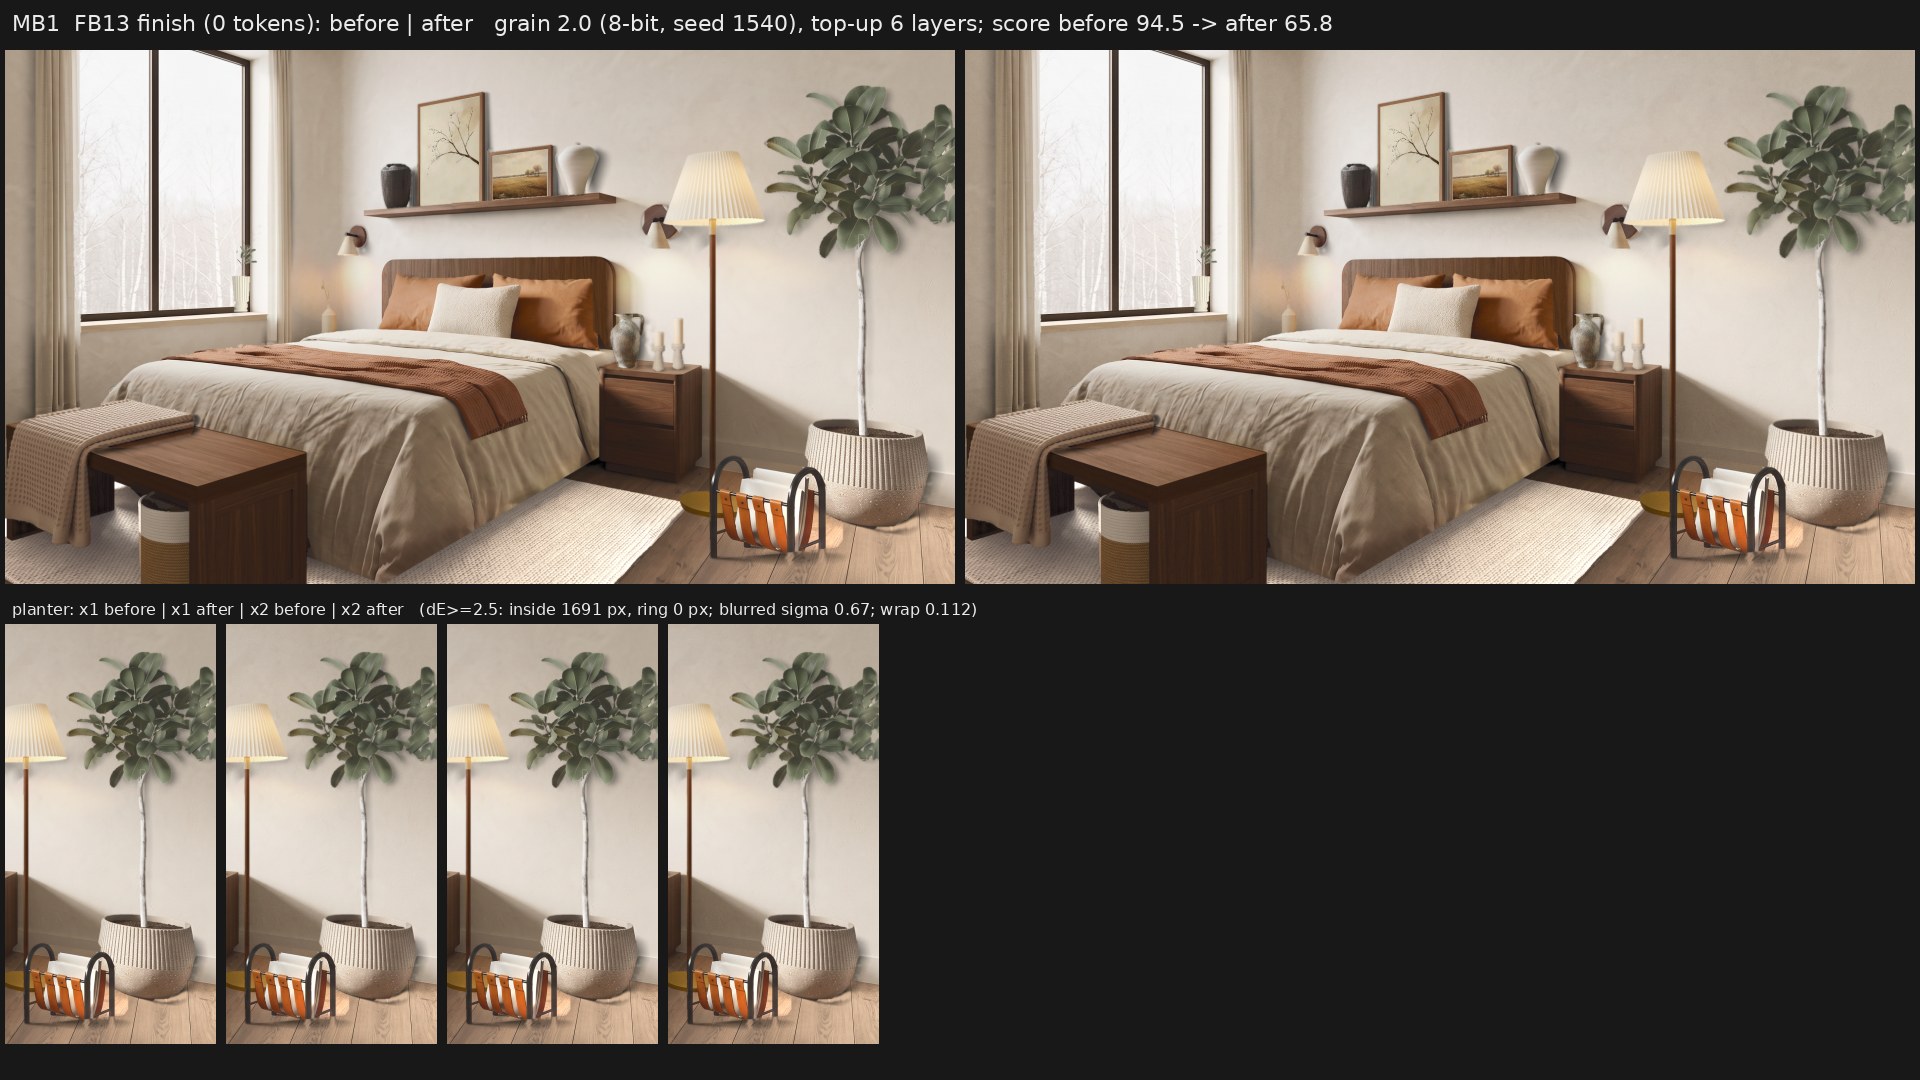 MB1  FB13 finish (0 tokens): before | after   grain 2.0 (8-bit, seed 1540), top-up 6 layers; score before 94.5 -> after 65.8
planter: x1 before | x1 after | x2 before | x2 after   (dE>=2.5: inside 1691 px, ring 0 px; blurred sigma 0.67; wrap 0.112)